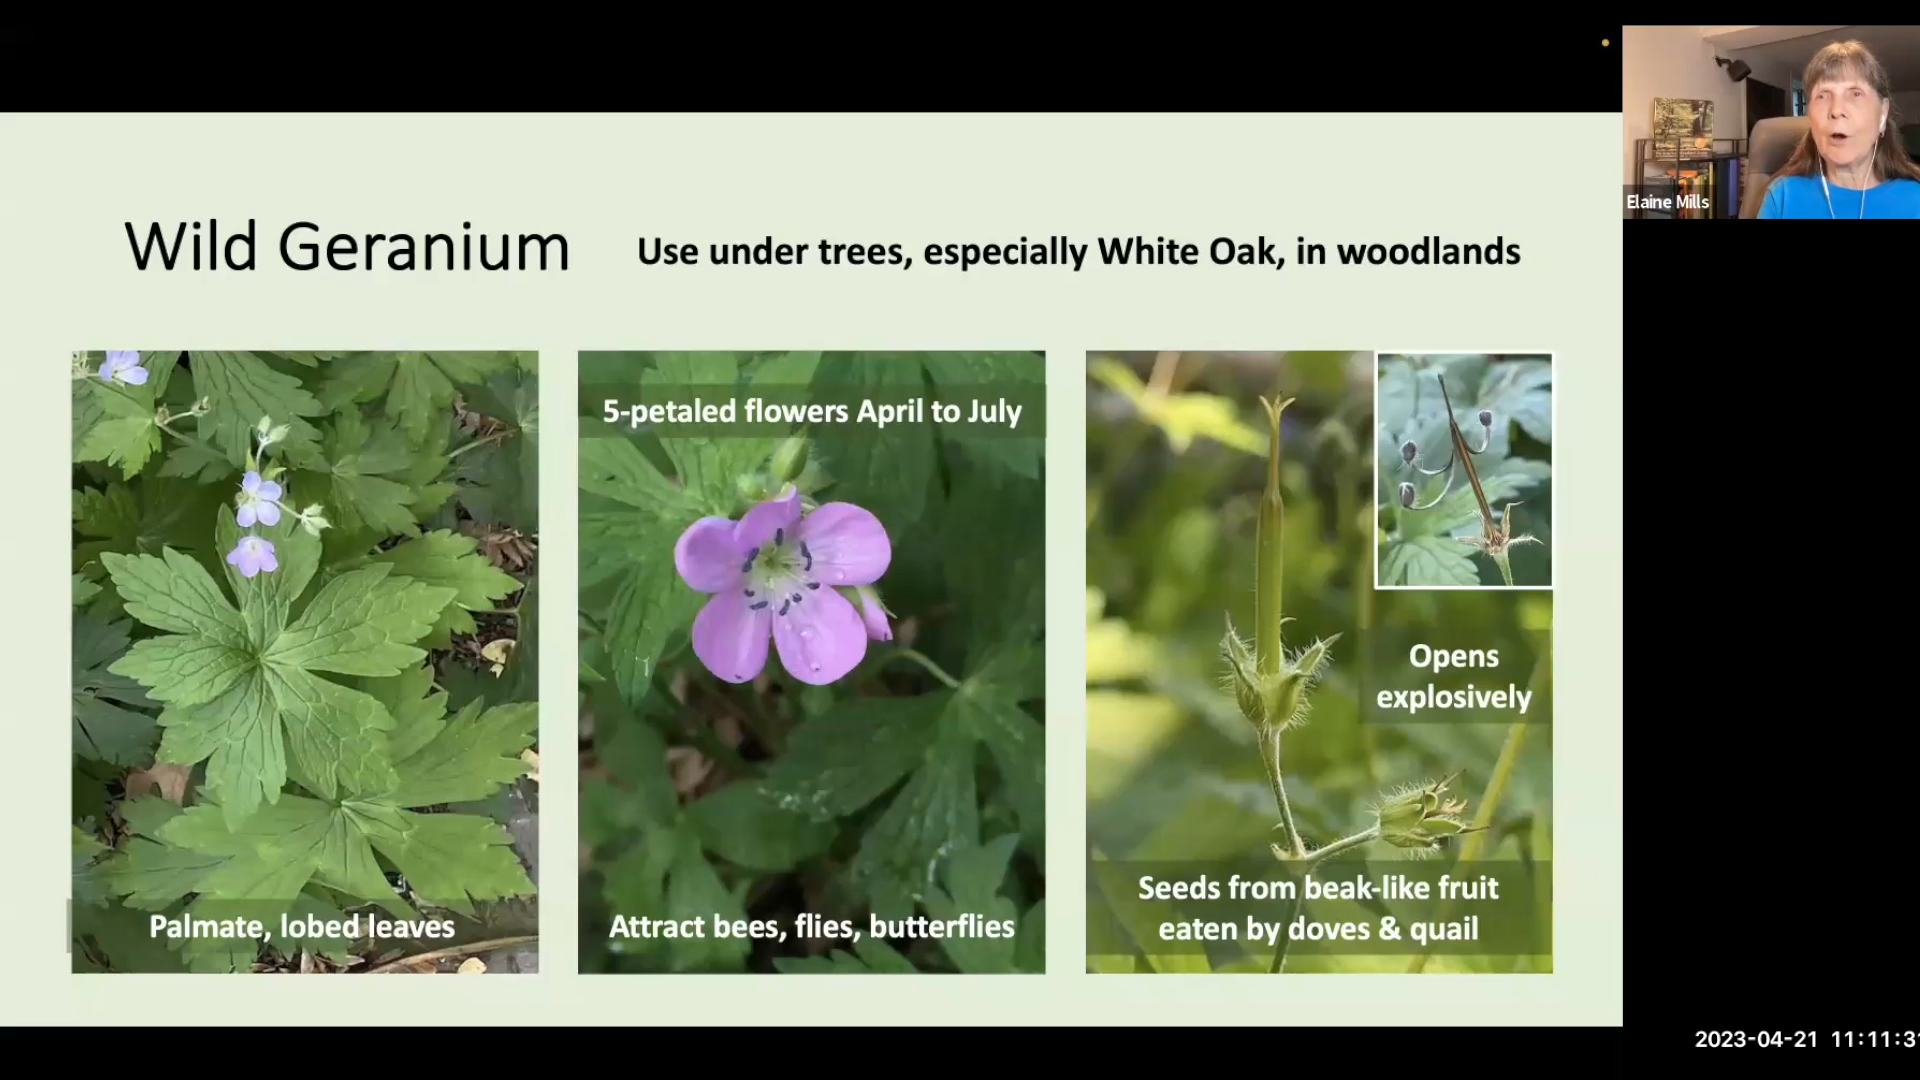 Wild Geranium
Use under trees, especially White Oak, in woodlands
Palmate, lobed leaves
5-petaled flowers April to July
Attract bees, flies, butterflies
Opens
explosively
Seeds from beak-like fruit
eaten by doves & quail
Elaine Mills
2023-04-21 11:11:31